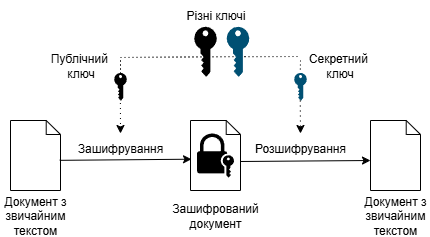 Різні ключі
Публічний
ключ
Секретний
ключ
Зашифрування
Розшифрування
Документ з
звичайним
текстом
Зашифрований
документ
Документ з
звичайним
текстом